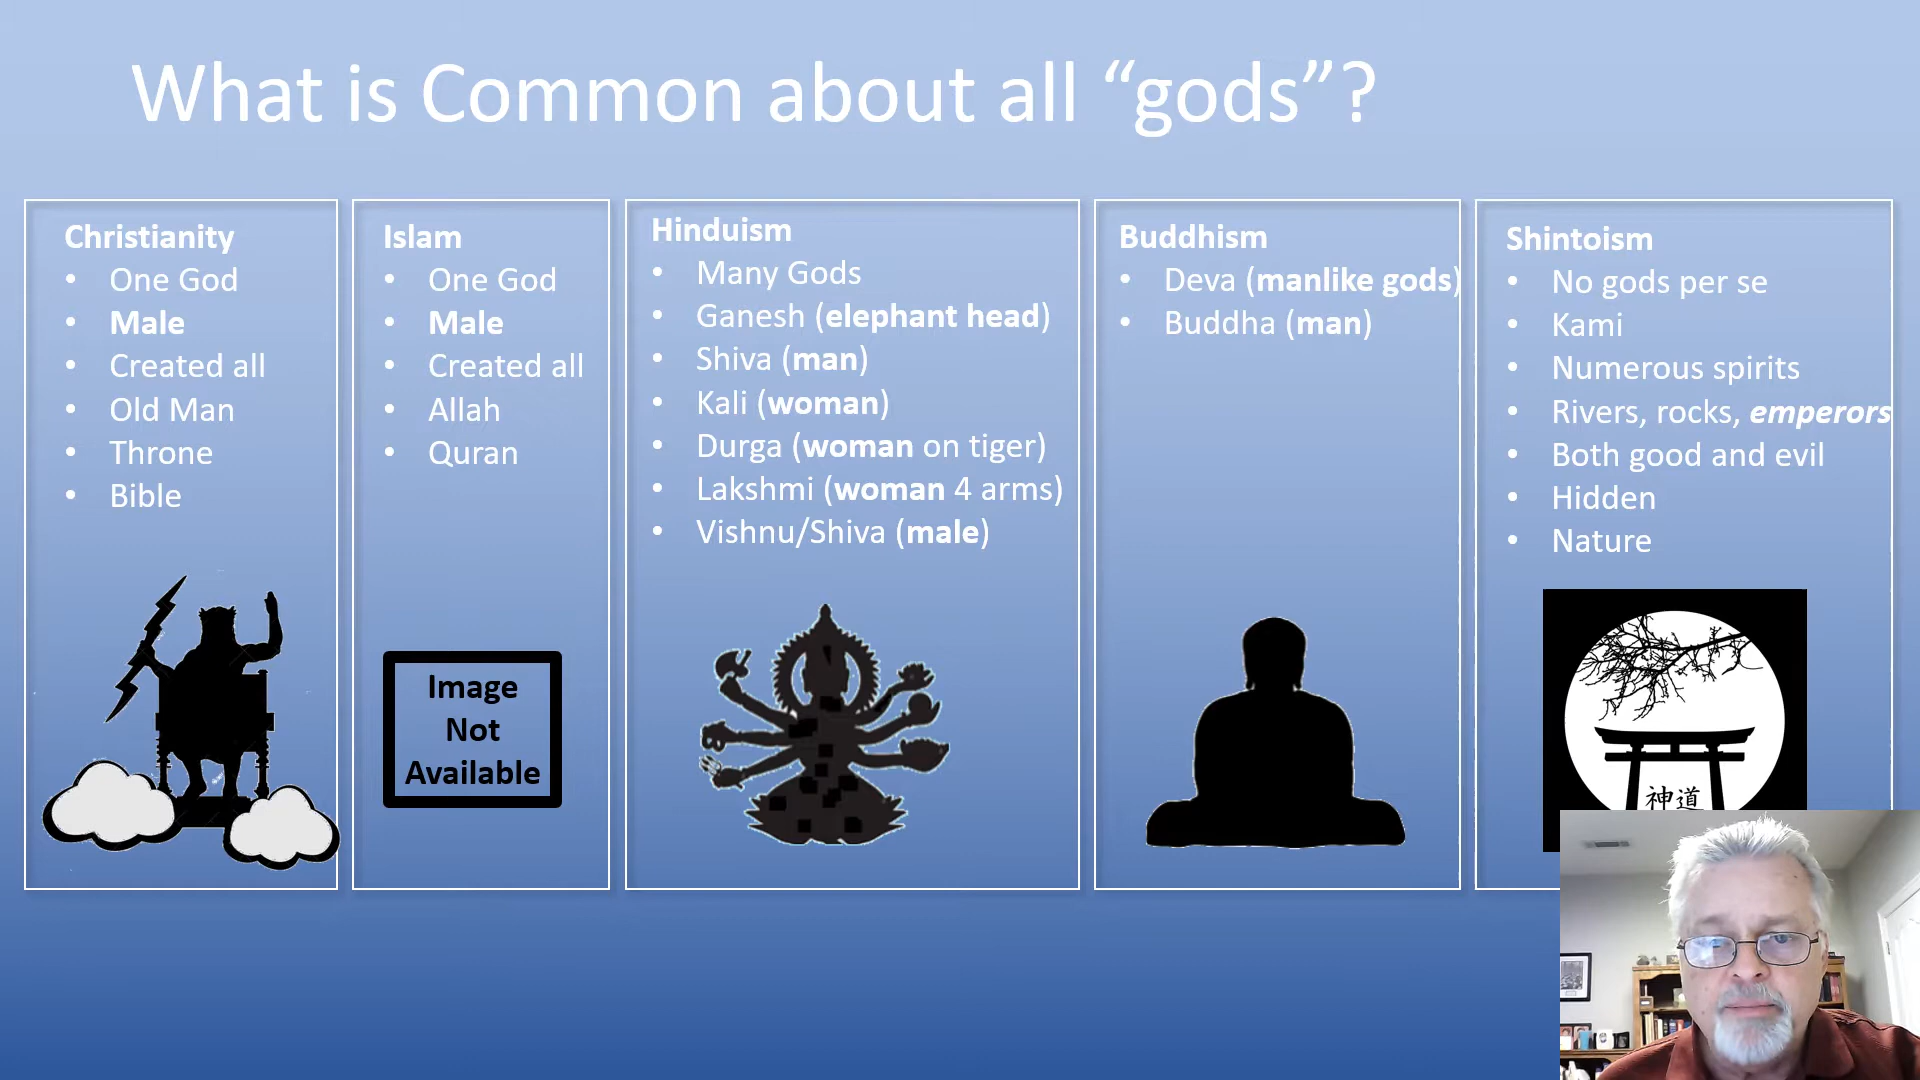 What is Common about all “gods”?
Christianity
• One God
• Male
• Created all
• Old Man
• Throne
• Bible
Islam
• One God
• Male
• Created all
• Allah
• Quran
Image
Not
Available
Hinduism
• Many Gods
• Ganesh (elephant head)
• Shiva (man)
• Kali (woman)
• Durga (woman on tiger)
• Lakshmi (woman 4 arms)
• Vishnu/Shiva (male)
Buddhism
• Deva (manlike gods)
• Buddha (man)
Shintoism
• No gods per se
• Kami
• Numerous spirits
• Rivers, rocks, emperors
• Both good and evil
• Hidden
• Nature
神道